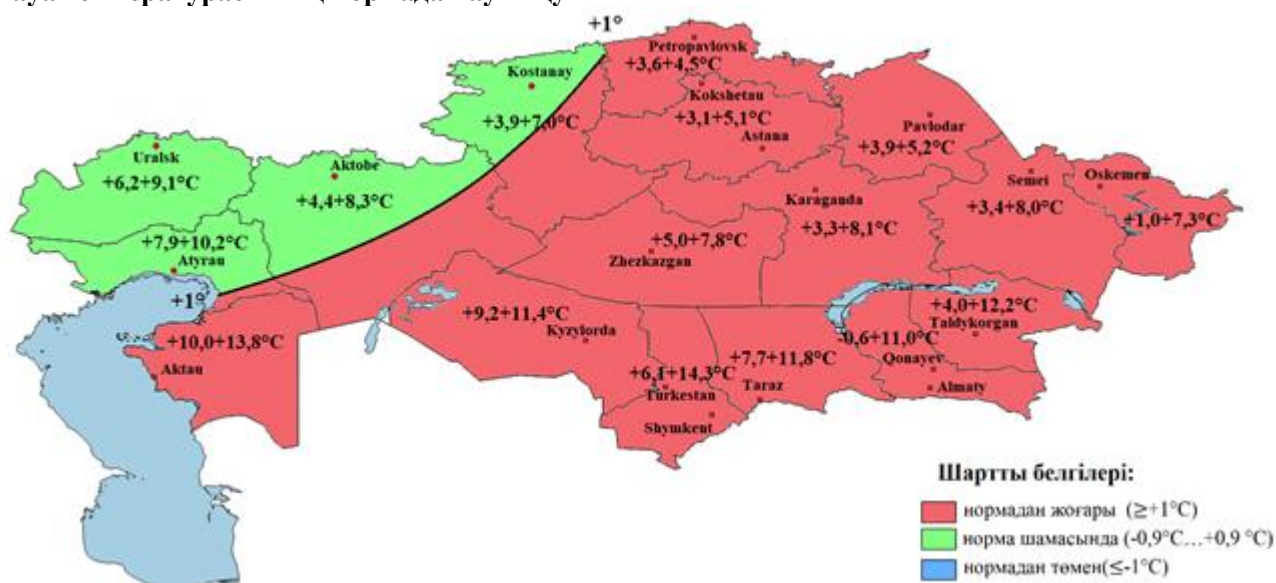 +1°
Petropavlovsk
+3,6+4,5°C
Kostanay
Kokshetau
+3,9+7,0°C
+3,1+5,1°C
Pavlodar
Astana
+3,9+5,2°C
Uralsk
+6,2+9,1°C
Aktobe
+4,4+8,3°C
Semei
Oskemen
Karaganda
+3,4+8,0°C
+1,0+7,3°C
+3,3+8,1°C
+7,9+10,2°C
Atyrau
+5,0+7,8°C
Zhezkazgan
+1°
+9,2+11,4°C
Kyzylorda
+4,0+12,2°C
Taldykorgan
+10,0+13,8°C
-0,6+11,0°C
Qonayev
Aktau
+7,7+11,8°C
+6,1+14,3°C
Turkestan
Taraz
Almaty
Shymkent
Шартты белгілері:
нормадан жоғары (≥+1°C)
норма шамасында (-0,9°C...+0,9 °C)
нормадан төмен(≤-1°C)